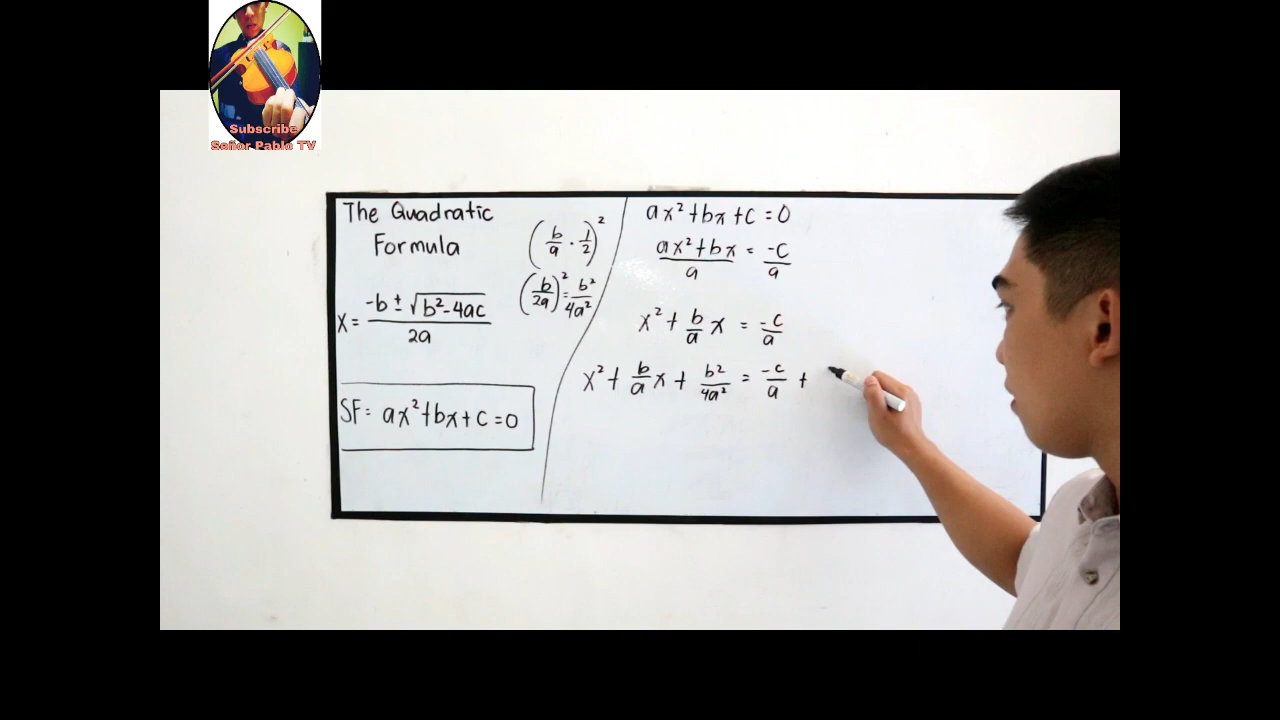 Subscribe
Señor Pablo TV
The Quadratic
Formula
x = -b ± √b²-4ac / 2a
SF: ax²+bx+c=0
(b/a · 1/2)²
(b/2a)² = b²/4a²
ax²+bx+c=0
ax²+bx / a = -c/a
x² + b/a x = -c/a
x² + b/a x + b²/4a² = -c/a +